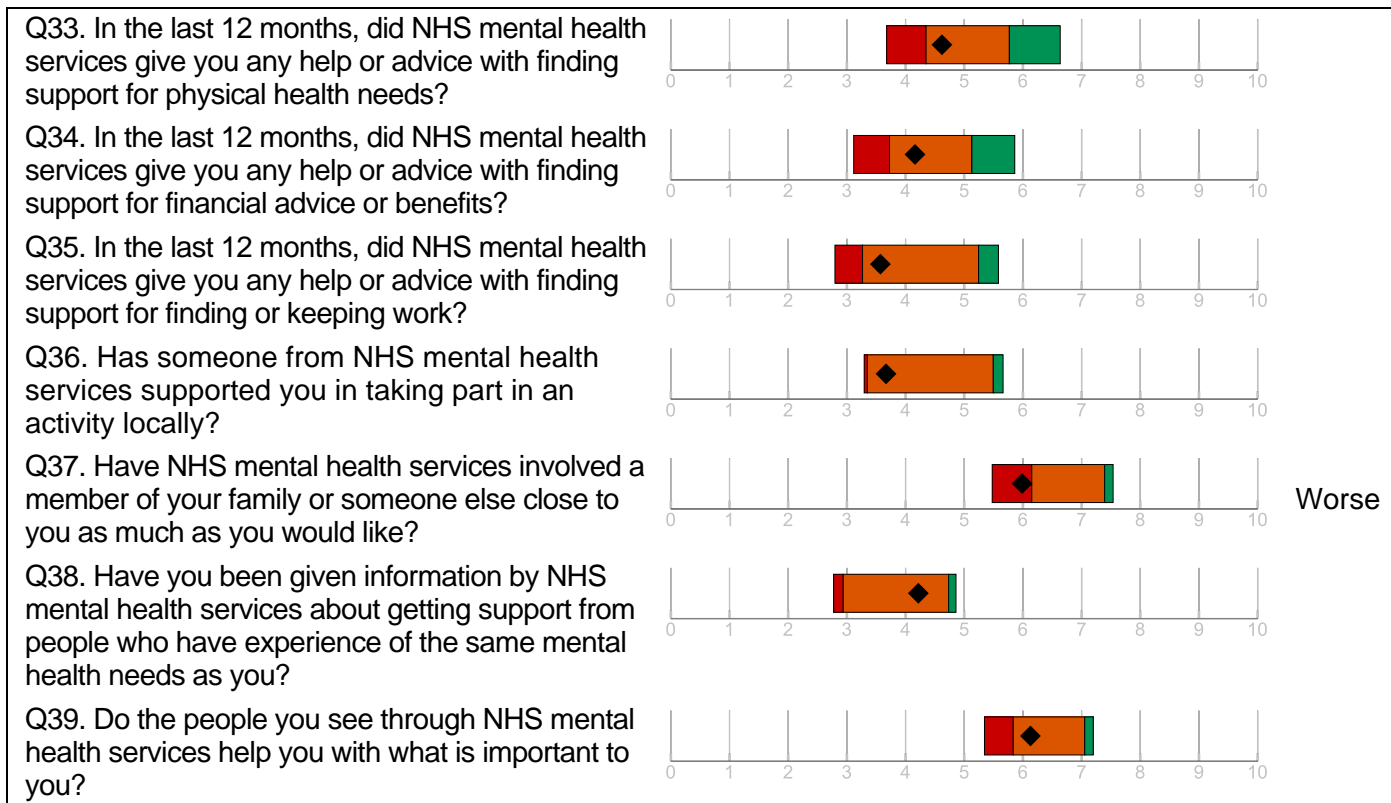 Q33. In the last 12 months, did NHS mental health
services give you any help or advice with finding
support for physical health needs?
0 1 2 3 4 5 6 7 8 9 10
Q34. In the last 12 months, did NHS mental health
services give you any help or advice with finding
support for financial advice or benefits?
0 1 2 3 4 5 6 7 8 9 10
Q35. In the last 12 months, did NHS mental health
services give you any help or advice with finding
support for finding or keeping work?
0 1 2 3 4 5 6 7 8 9 10
Q36. Has someone from NHS mental health
services supported you in taking part in an
activity locally?
0 1 2 3 4 5 6 7 8 9 10
Q37. Have NHS mental health services involved a
member of your family or someone else close to
you as much as you would like?
0 1 2 3 4 5 6 7 8 9 10
Worse
Q38. Have you been given information by NHS
mental health services about getting support from
people who have experience of the same mental
health needs as you?
0 1 2 3 4 5 6 7 8 9 10
Q39. Do the people you see through NHS mental
health services help you with what is important to
you?
0 1 2 3 4 5 6 7 8 9 10